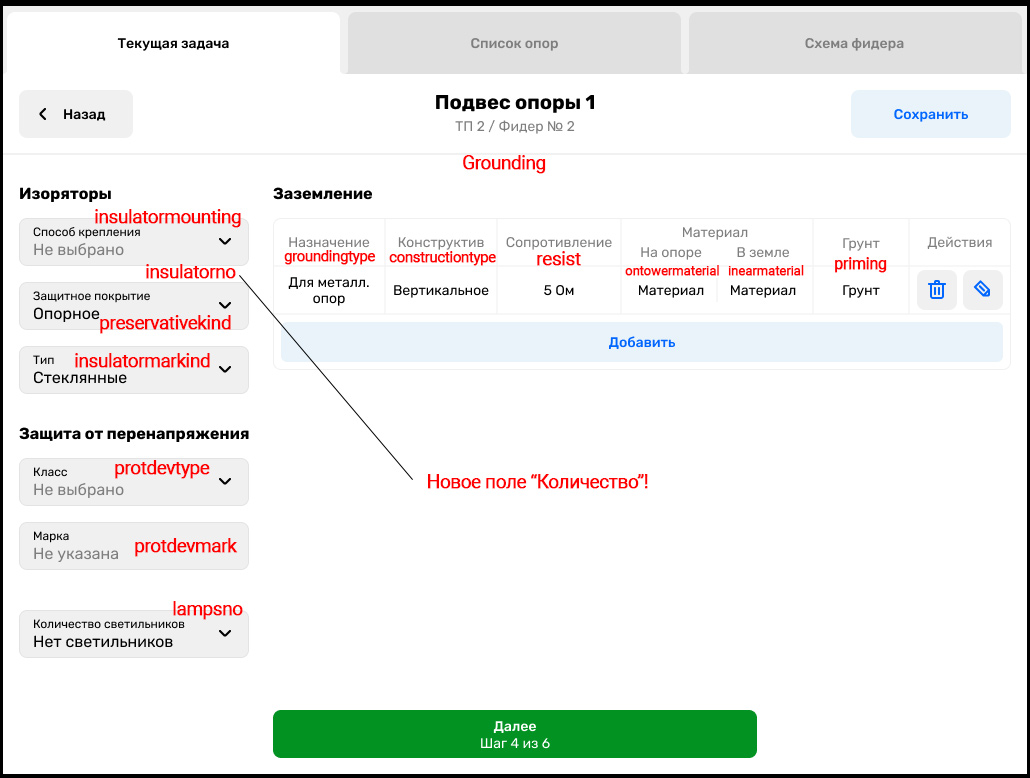 Текущая задача
Список опор
Схема фидера
Назад
Подвес опоры 1
ТП 2 / Фидер № 2
Сохранить
Grounding
Изоряторы
insulatormounting
Способ крепления
Не выбрано
insulatorno
Защитное покрытие
Опорное
preservativekind
Тип
insulatormarkind
Стеклянные
Защита от перенапряжения
Класс
protdevtype
Не выбрано
Марка
Не указана
protdevmark
lampsno
Количество светильников
Нет светильников
Заземление
Назначение
groundingtype
Конструктив
constructiontype
Сопротивление
resist
Материал
На опоре
ontowermaterial
В земле
inearmaterial
Грунт
priming
Действия
Для металл.
опор
Вертикальное
5 Ом
Материал
Материал
Грунт
Добавить
Новое поле “Количество”!
Далее
Шаг 4 из 6